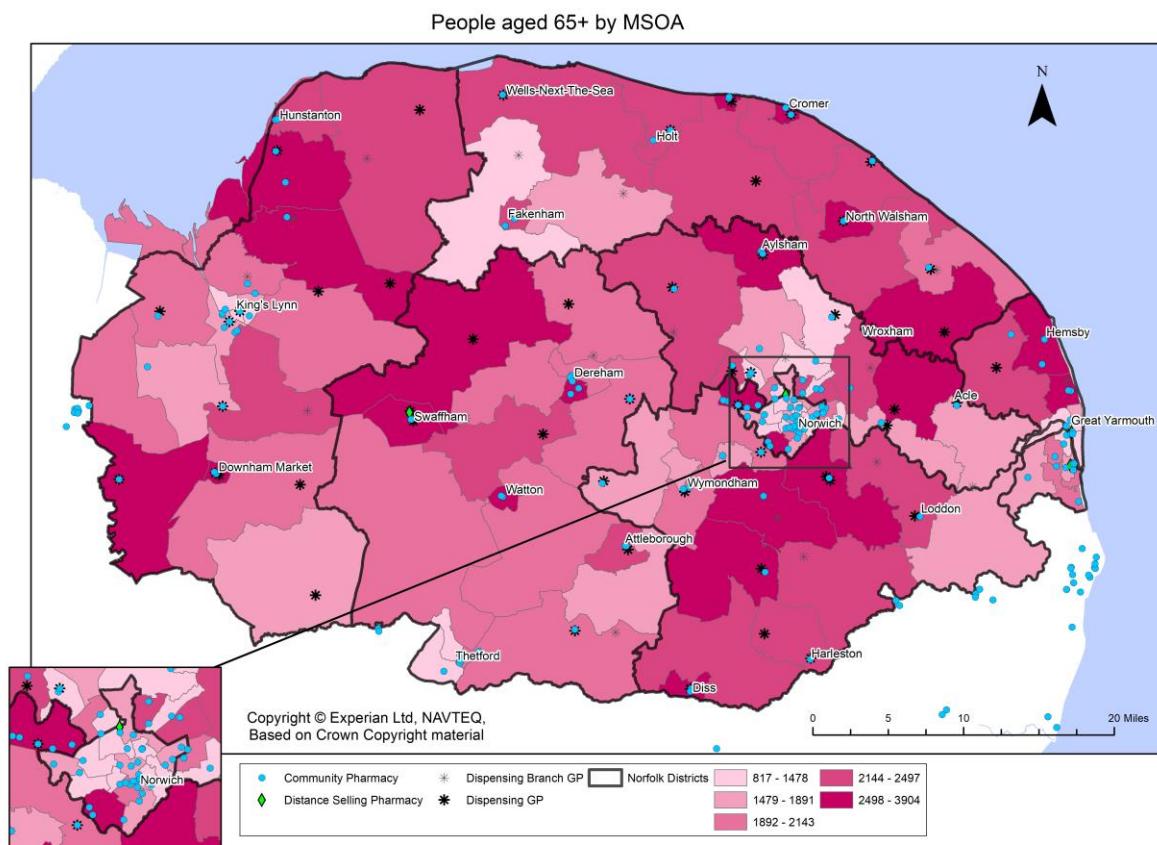 People aged 65+ by MSOA
N
Wells-Next-The-Sea
Cromer
Hunstanton
Holt
Fakenham
North Walsham
Aylsham
King's Lynn
Wroxham
Hemsby
Dereham
Swaffham
Acle
Norwich
Great Yarmouth
Downham Market
Watton
Wymondham
Loddon
Attleborough
Thetford
Harleston
Diss
Copyright © Experian Ltd, NAVTEQ,
Based on Crown Copyright material
0 5 10 20 Miles
Norwich
Community Pharmacy
Distance Selling Pharmacy
Dispensing Branch GP
Dispensing GP
Norfolk Districts
817 - 1478
1479 - 1891
1892 - 2143
2144 - 2497
2498 - 3904